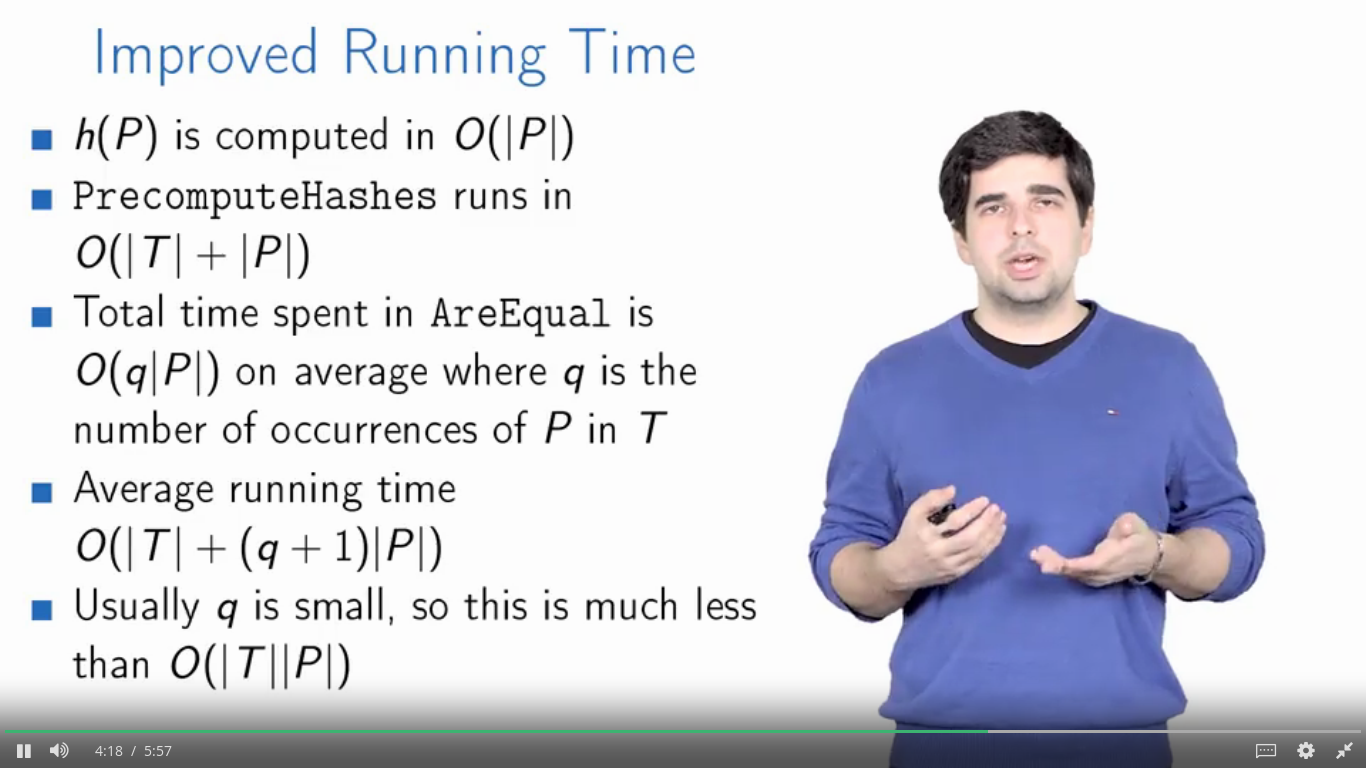 Improved Running Time
h(P) is computed in O(|P|)
PrecomputeHashes runs in
O(|T| + |P|)
Total time spent in AreEqual is
O(q|P|) on average where q is the
number of occurrences of P in T
Average running time
O(|T| + (q + 1)|P|)
Usually q is small, so this is much less
than O(|T||P|)
4:18 / 5:57